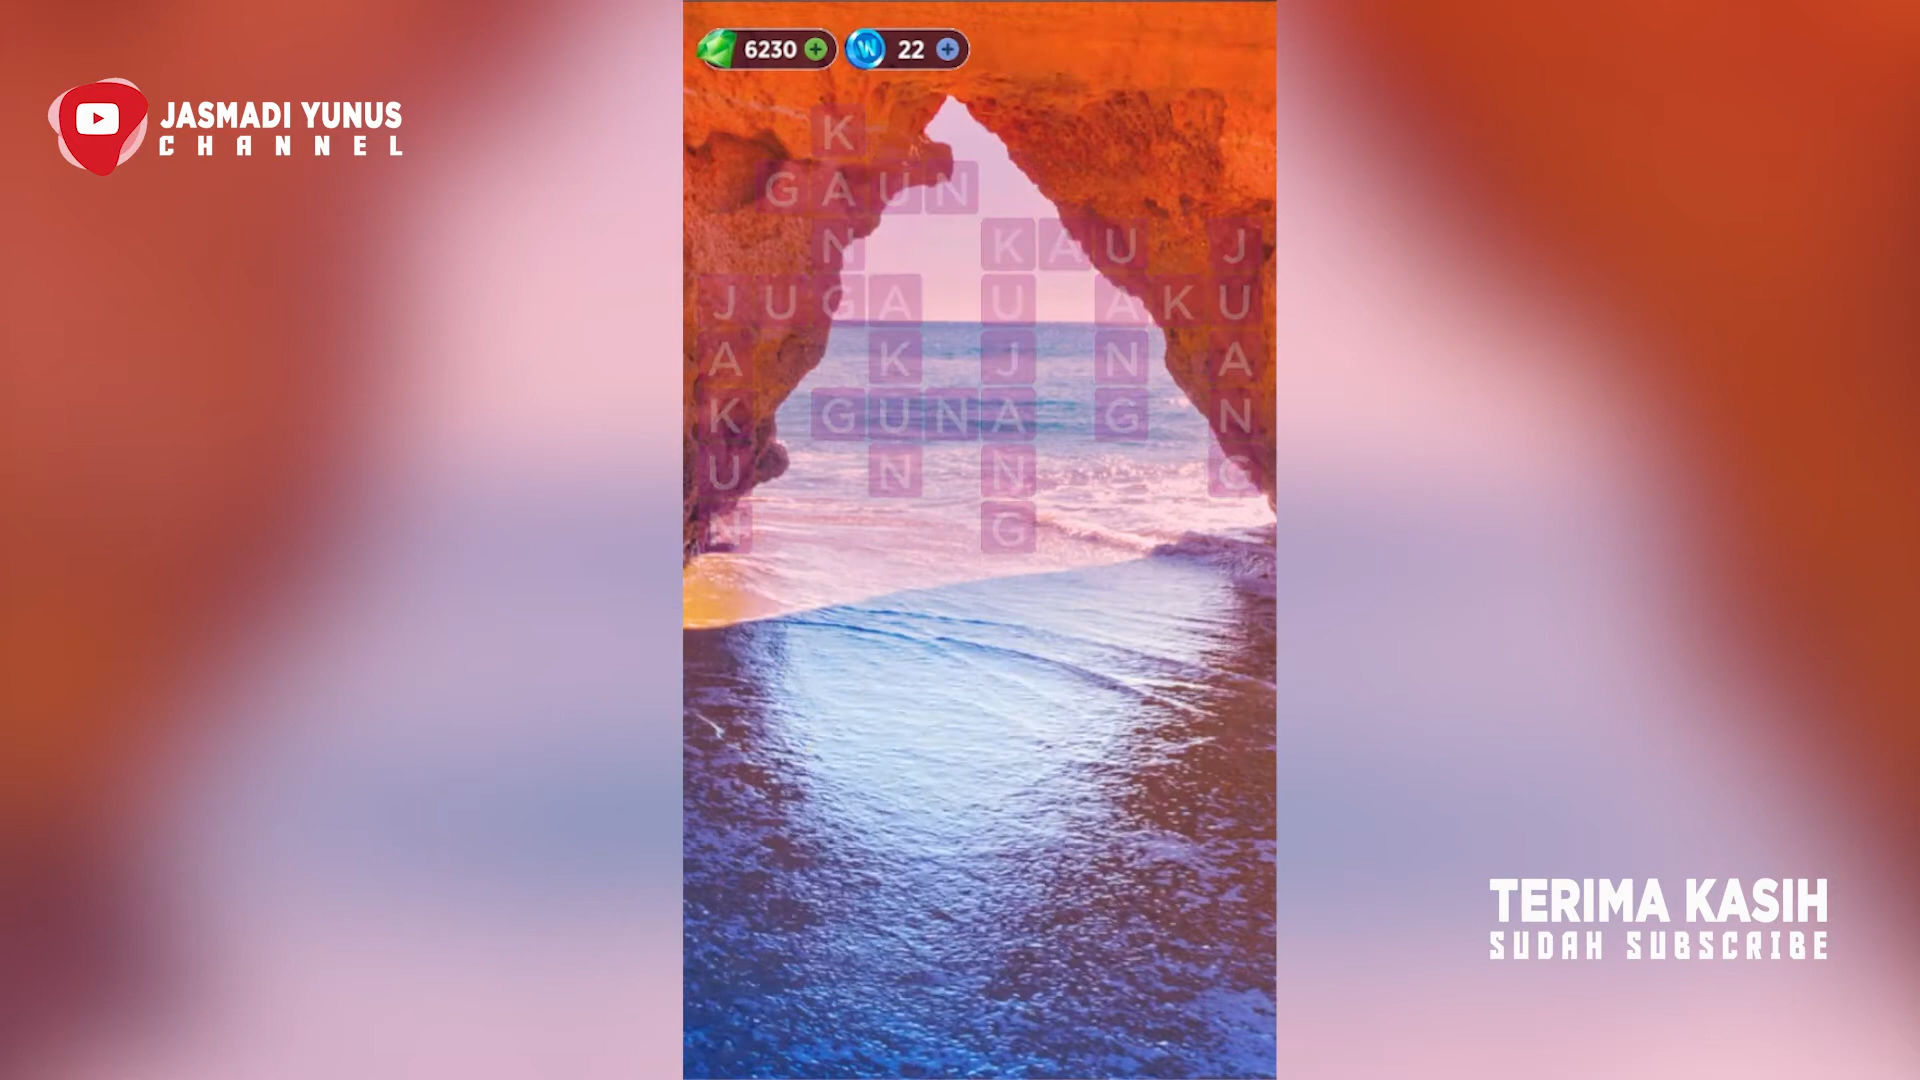 6230
22
JASMADI YUNUS
CHANNEL
K
GAUN
N KAU J
JUGA U AKU
A K J N A
K GUNA G N
U N N G
N G
TERIMA KASIH
SUDAH SUBSCRIBE